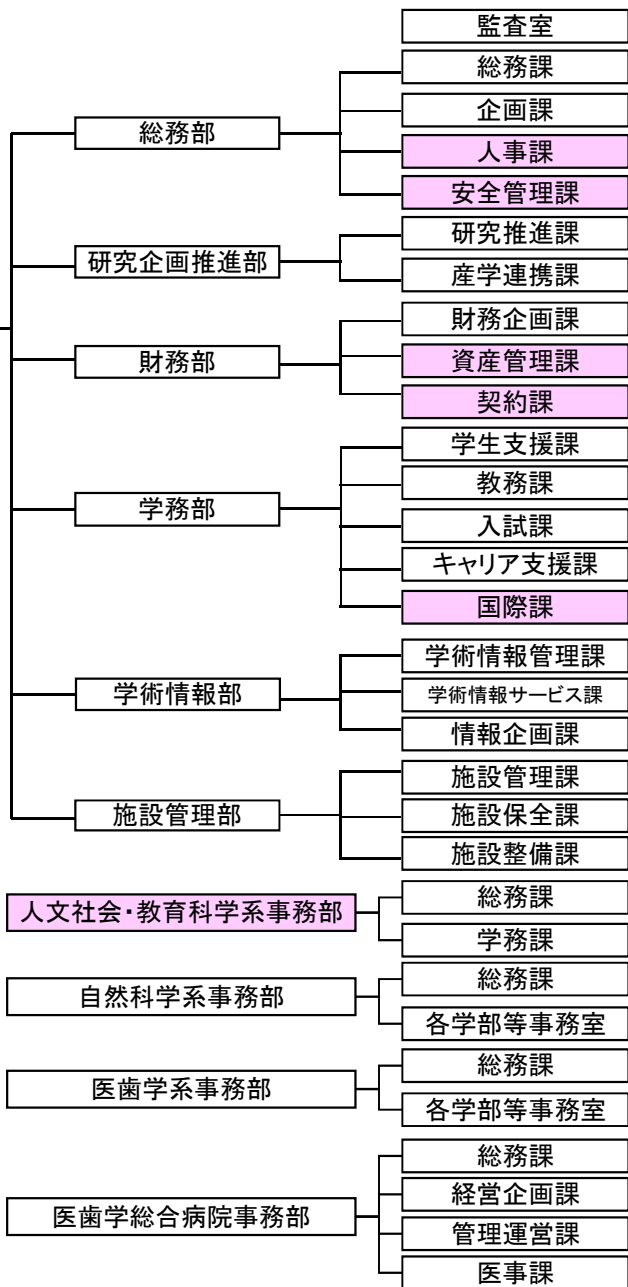 監査室
総務部
総務課
企画課
人事課
安全管理課
研究企画推進部
研究推進課
産学連携課
財務部
財務企画課
資産管理課
契約課
学務部
学生支援課
教務課
入試課
キャリア支援課
国際課
学術情報部
学術情報管理課
学術情報サービス課
情報企画課
施設管理部
施設管理課
施設保全課
施設整備課
人文社会・教育科学系事務部
総務課
学務課
自然科学系事務部
総務課
各学部等事務室
医歯学系事務部
総務課
各学部等事務室
医歯学総合病院事務部
総務課
経営企画課
管理運営課
医事課